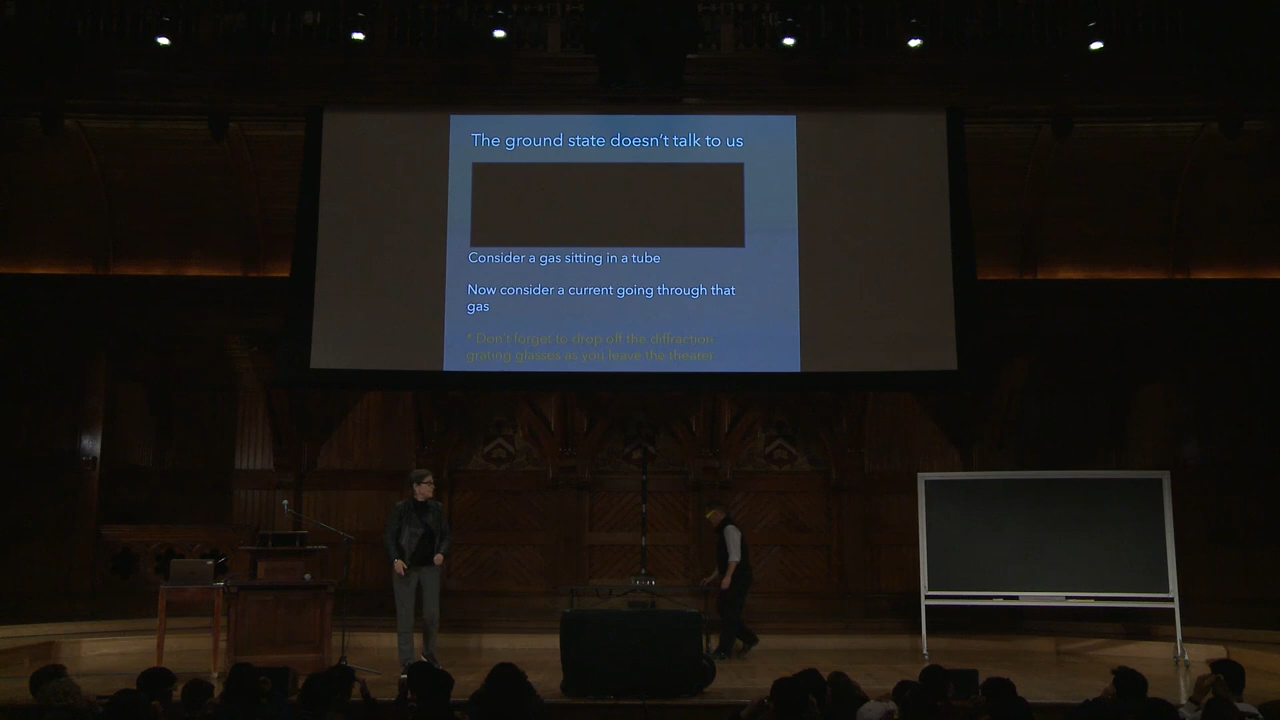 The ground state doesn't talk to us
Consider a gas sitting in a tube
Now consider a current going through that
gas
* Don't forget to drop off the diffraction
grating glasses as you leave the thearer